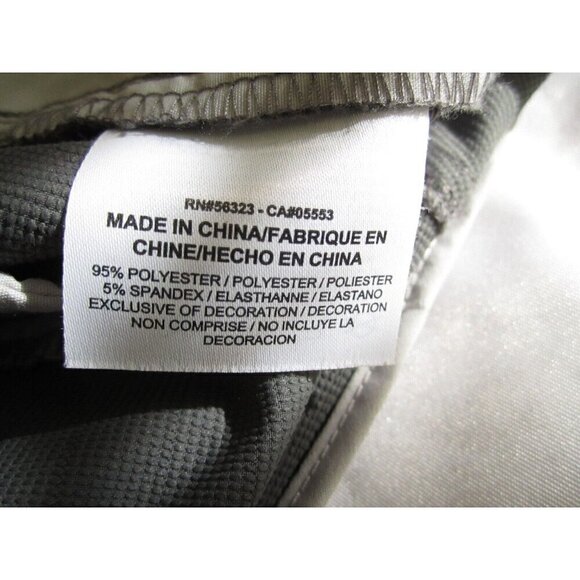 RN#56323 - CA#05553
MADE IN CHINA/FABRIQUE EN
CHINE/HECHO EN CHINA
95% POLYESTER / POLYESTER / POLIESTER
5% SPANDEX / ELASTHANNE / ELASTANO
EXCLUSIVE OF DECORATION / DECORATION
NON COMPRISE / NO INCLUYE LA
DECORACION